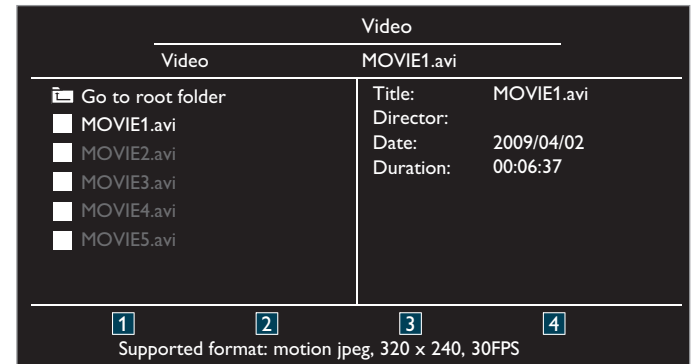 Video
Video MOVIE1.avi
Go to root folder
MOVIE1.avi
MOVIE2.avi
MOVIE3.avi
MOVIE4.avi
MOVIE5.avi
Title: MOVIE1.avi
Director:
Date: 2009/04/02
Duration: 00:06:37
1 2 3 4
Supported format: motion jpeg, 320 x 240, 30FPS